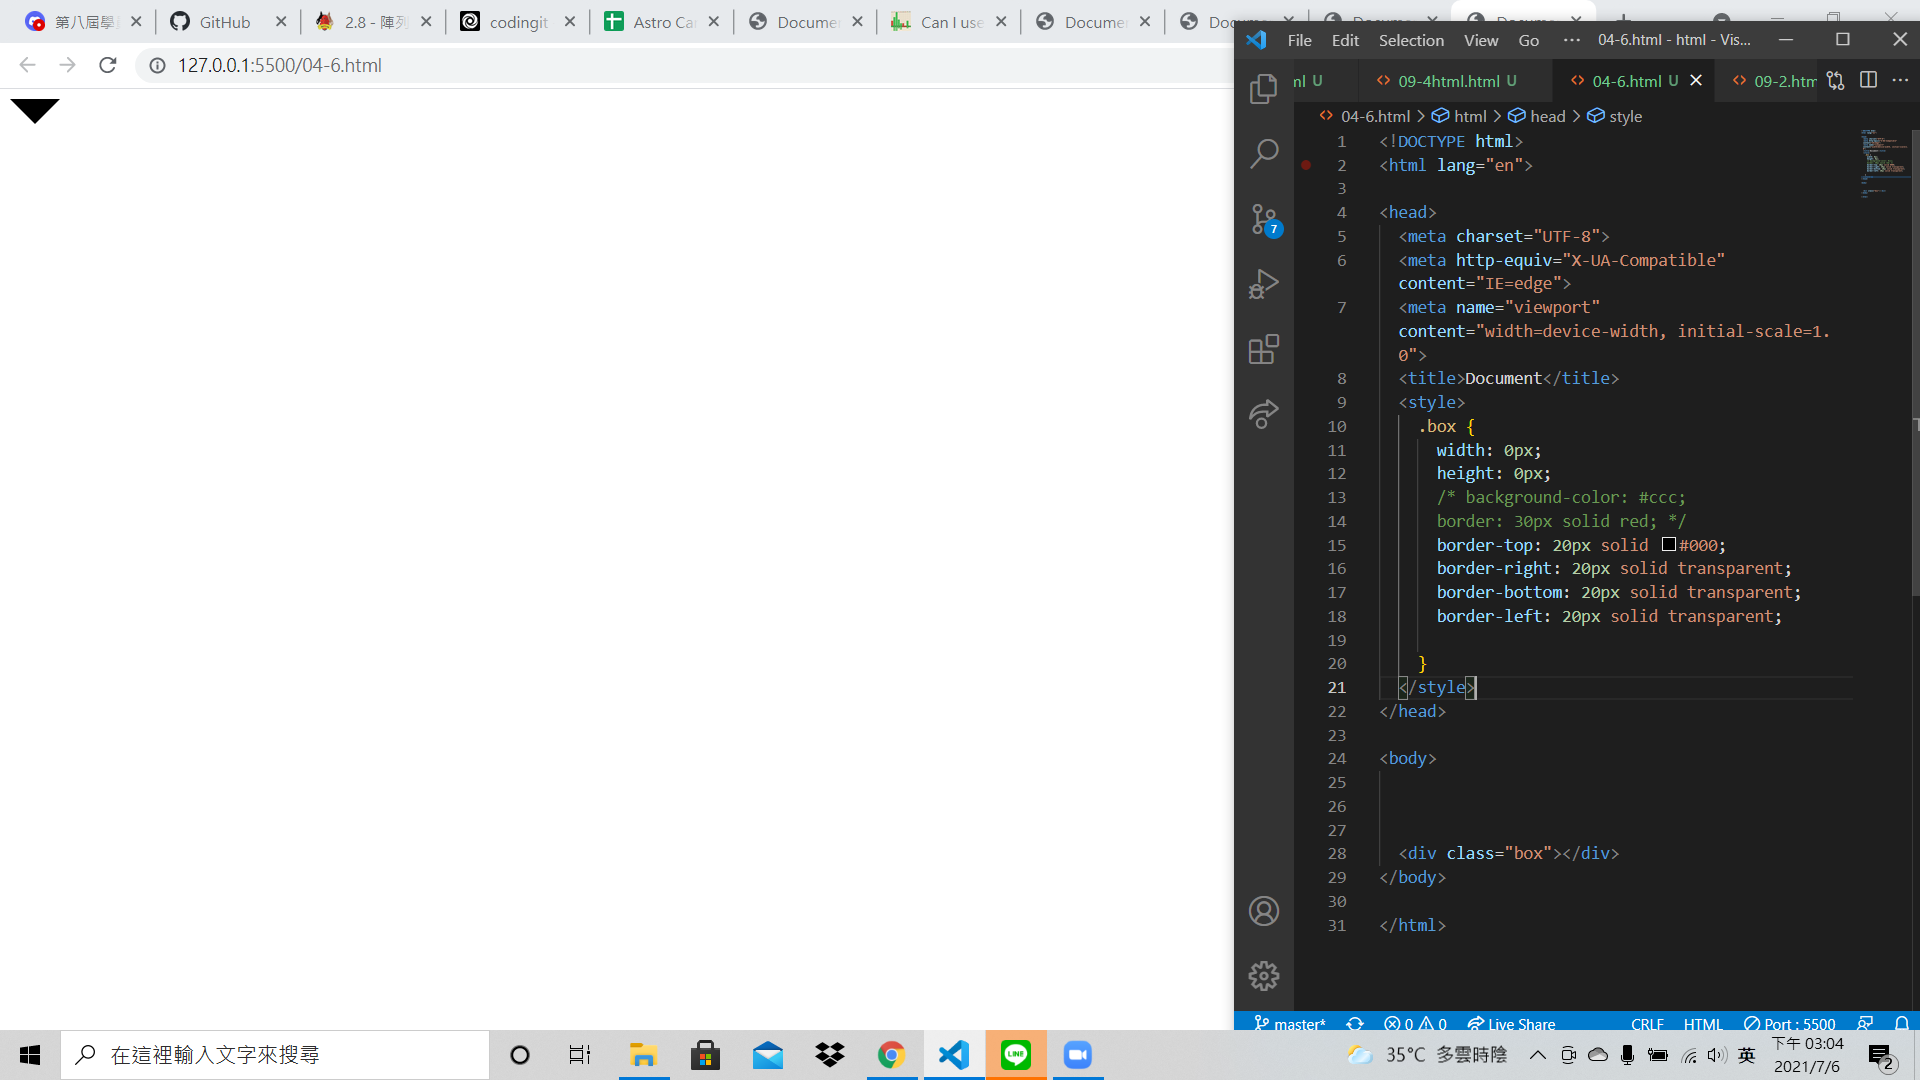 GitHub
2.8 - 陣列
codingit
Astro Ca
Docume
Can I use
Docume
127.0.0.1:5500/04-6.html
File Edit Selection View Go ··· 04-6.html - html - Vis...
ml U
09-4html.html U
04-6.html U
09-2.htm
04-6.html > html > head > style
1 <!DOCTYPE html>
2 <html lang="en">
3
4 <head>
5 <meta charset="UTF-8">
6 <meta http-equiv="X-UA-Compatible"
content="IE=edge">
7 <meta name="viewport"
content="width=device-width, initial-scale=1.
0">
8 <title>Document</title>
9 <style>
10 .box {
11 width: 0px;
12 height: 0px;
13 /* background-color: #ccc;
14 border: 30px solid red; */
15 border-top: 20px solid #000;
16 border-right: 20px solid transparent;
17 border-bottom: 20px solid transparent;
18 border-left: 20px solid transparent;
19
20 }
21 </style>
22 </head>
23
24 <body>
25
26
27
28 <div class="box"></div>
29 </body>
30
31 </html>
7
master* 0 0 Live Share CRLF HTML Port : 5500
在這裡輸入文字來搜尋
LINE
35°C 多雲時陰
英
下午 03:04
2021/7/6
2